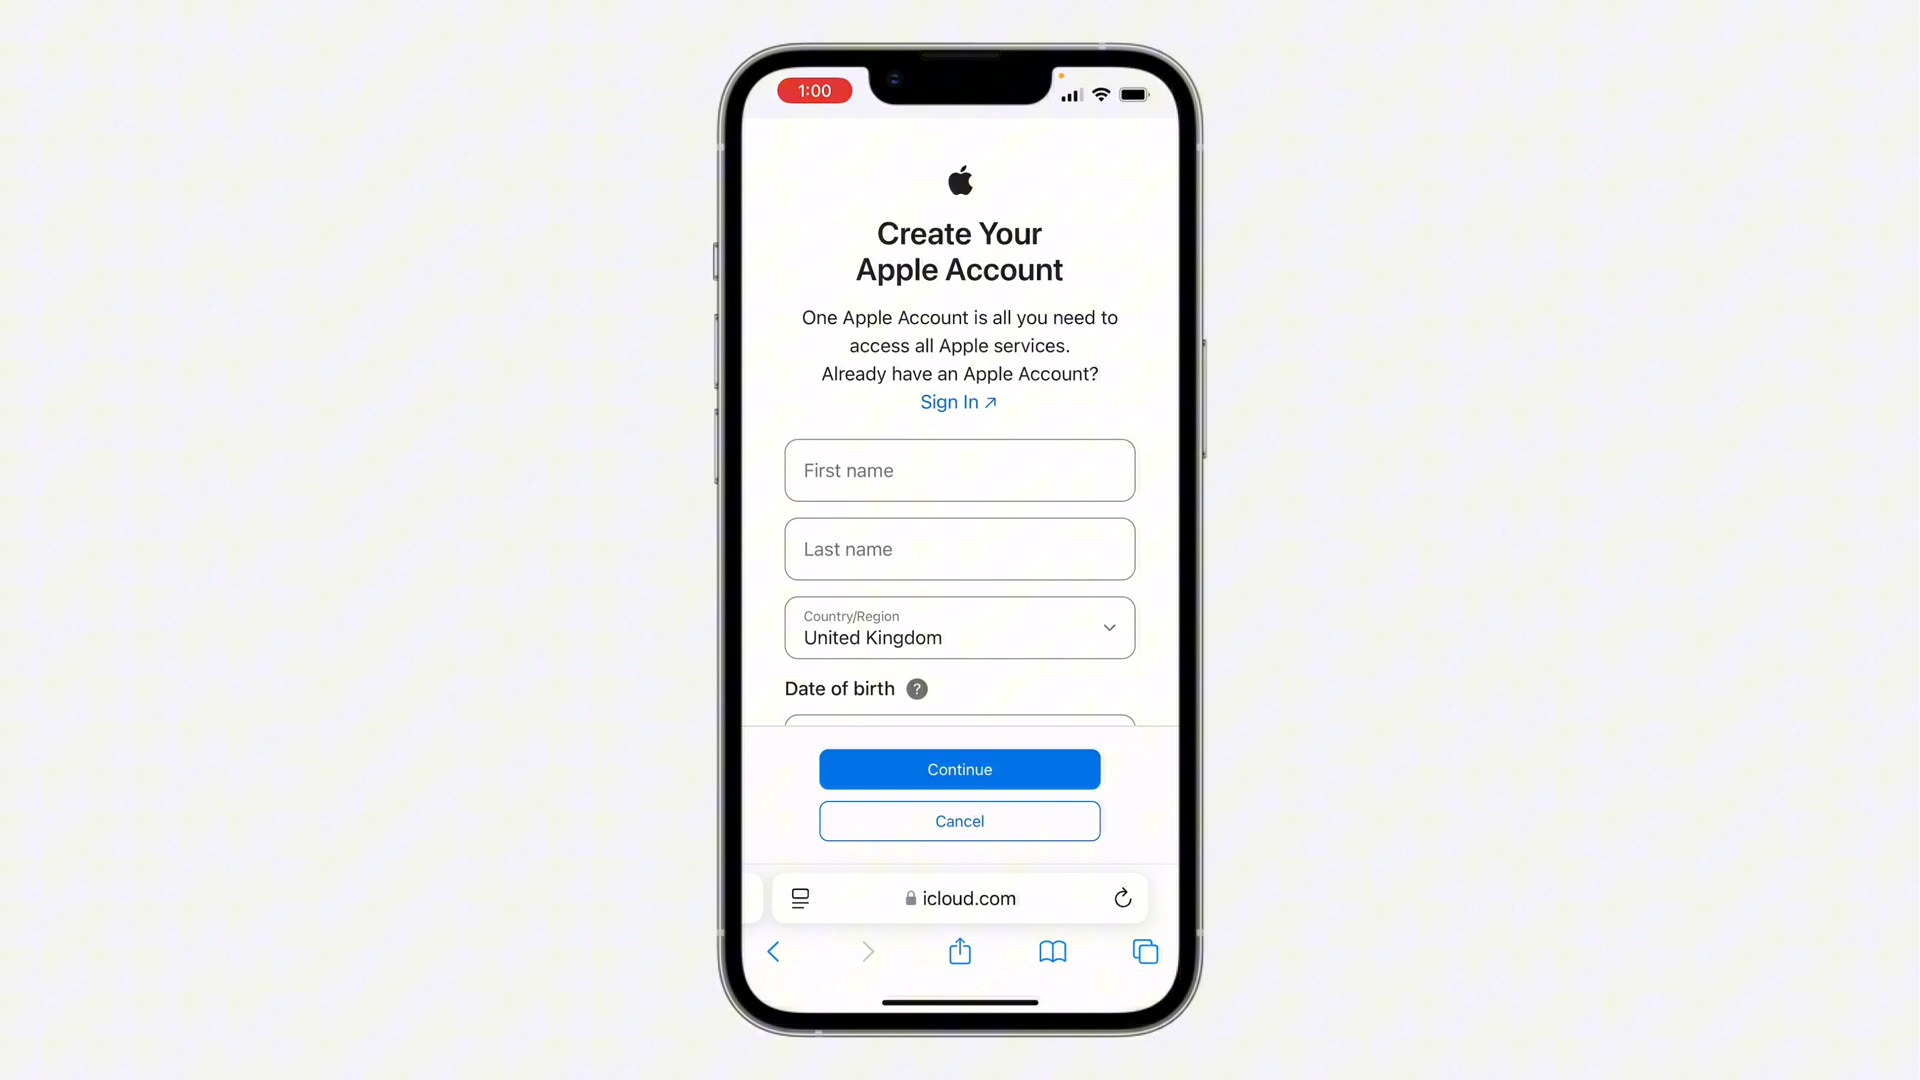 1:00
Create Your
Apple Account
One Apple Account is all you need to
access all Apple services.
Already have an Apple Account?
Sign In ↗
First name
Last name
Country/Region
United Kingdom
Date of birth ?
Continue
Cancel
icloud.com